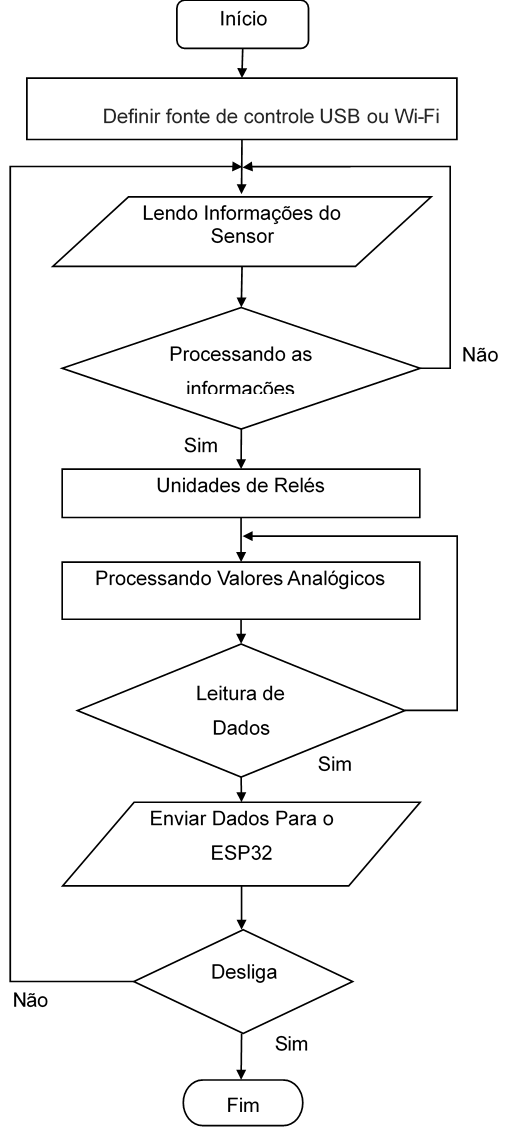 Início
Definir fonte de controle USB ou Wi-Fi
Lendo Informações do
Sensor
Processando as
informações
Não
Sim
Unidades de Relés
Processando Valores Analógicos
Leitura de
Dados
Sim
Enviar Dados Para o
ESP32
Desliga
Não
Sim
Fim